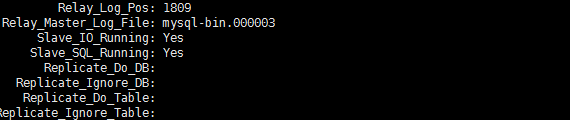 Relay_Log_Pos: 1809
Relay_Master_Log_File: mysql-bin.000003
Slave_IO_Running: Yes
Slave_SQL_Running: Yes
Replicate_Do_DB:
Replicate_Ignore_DB:
Replicate_Do_Table:
Replicate_Ignore_Table: